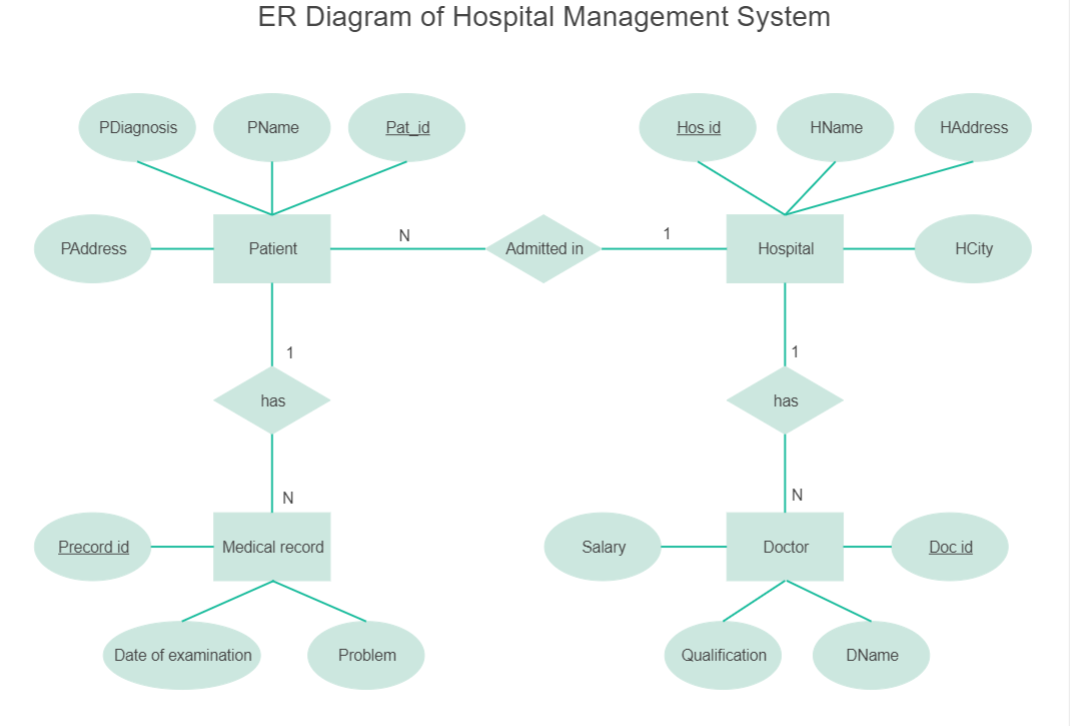 ER Diagram of Hospital Management System
PDiagnosis
PName
Pat_id
Hos id
HName
HAddress
PAddress
Patient
N
Admitted in
1
Hospital
HCity
1
1
has
has
N
N
Precord id
Medical record
Salary
Doctor
Doc id
Date of examination
Problem
Qualification
DName